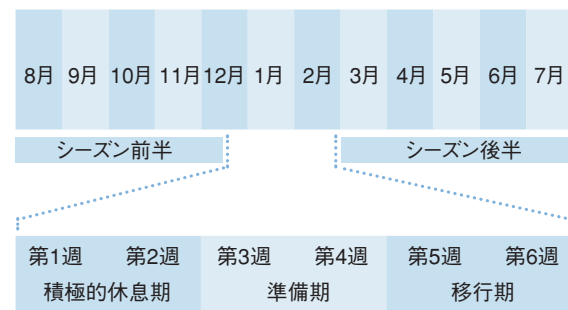 8月 9月 10月 11月 12月 1月 2月 3月 4月 5月 6月 7月
シーズン前半 シーズン後半
第1週 第2週 第3週 第4週 第5週 第6週
積極的休息期 準備期 移行期